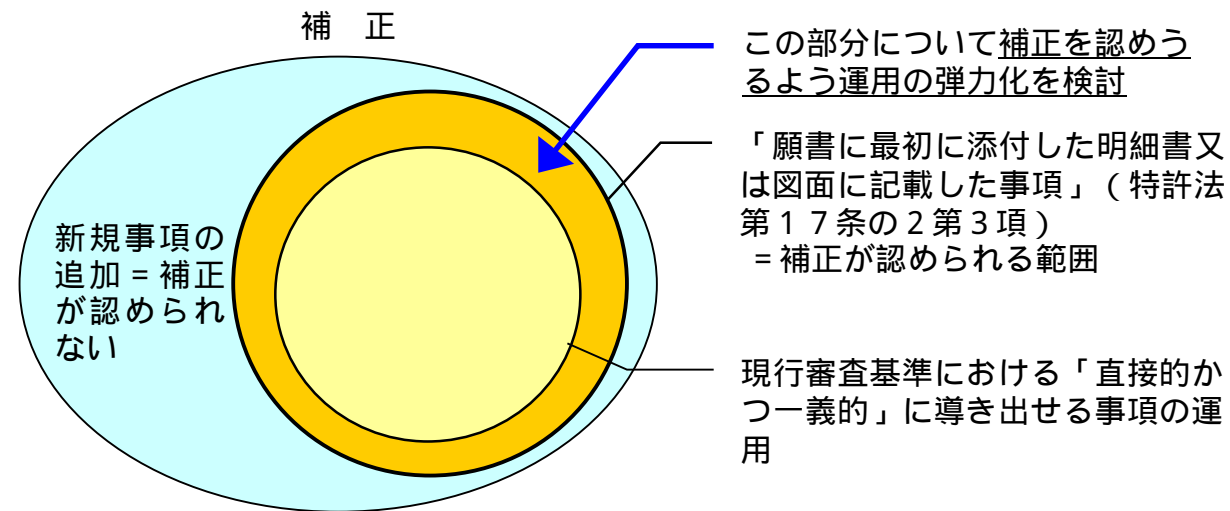 補　正
この部分について補正を認めう
るよう運用の弾力化を検討
「願書に最初に添付した明細書又
は図面に記載した事項」（特許法
第１７条の２第３項）
＝補正が認められる範囲
新規事項の
追加＝補正
が認められ
ない
現行審査基準における「直接的か
つ一義的」に導き出せる事項の運
用